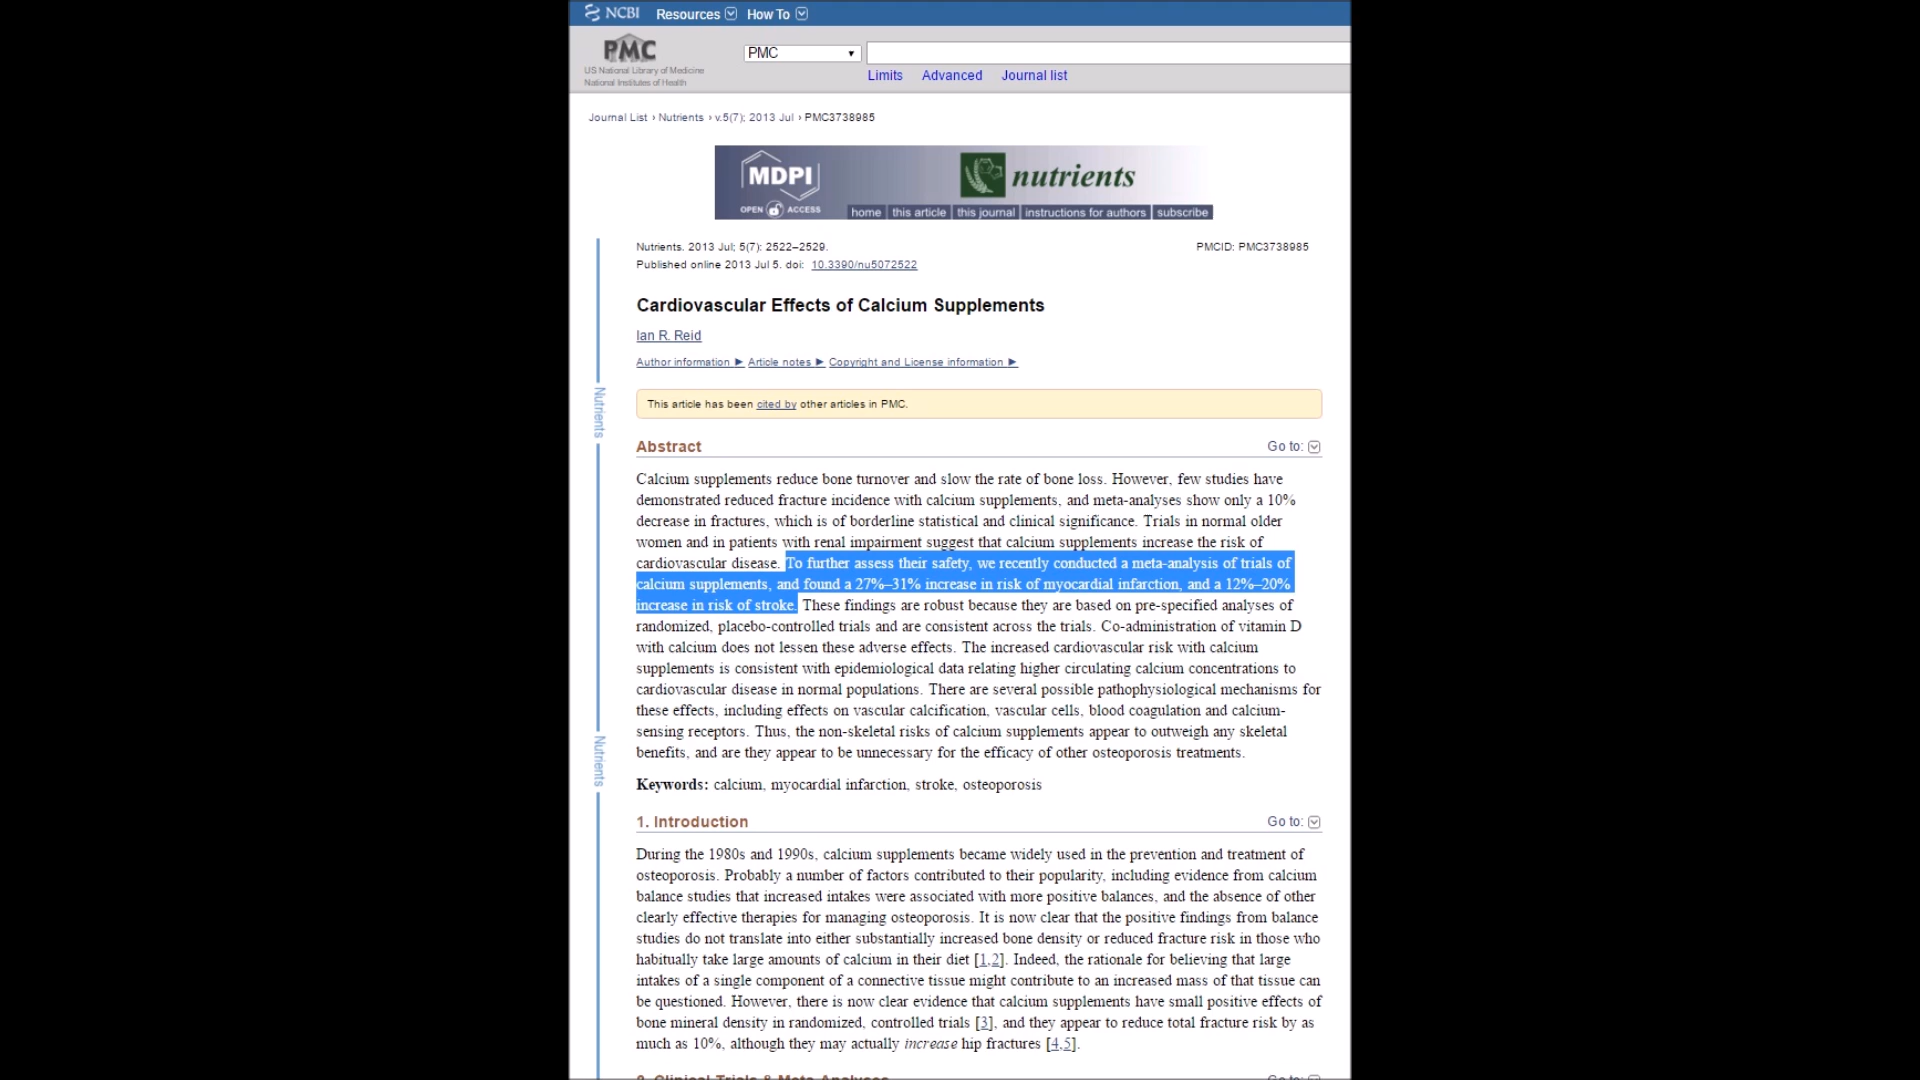 NCBI Resources How To
PMC
US National Library of Medicine
National Institutes of Health
PMC
Limits Advanced Journal list
Journal List › Nutrients › v.5(7); 2013 Jul › PMC3738985
MDPI
OPEN ACCESS
nutrients
home this article this journal instructions for authors subscribe
Nutrients. 2013 Jul; 5(7): 2522–2529. PMCID: PMC3738985
Published online 2013 Jul 5. doi: 10.3390/nu5072522
Cardiovascular Effects of Calcium Supplements
Ian R. Reid
Author information ► Article notes ► Copyright and License information ►
This article has been cited by other articles in PMC.
Abstract Go to:
Calcium supplements reduce bone turnover and slow the rate of bone loss. However, few studies have
demonstrated reduced fracture incidence with calcium supplements, and meta-analyses show only a 10%
decrease in fractures, which is of borderline statistical and clinical significance. Trials in normal older
women and in patients with renal impairment suggest that calcium supplements increase the risk of
cardiovascular disease. To further assess their safety, we recently conducted a meta-analysis of trials of
calcium supplements, and found a 27%–31% increase in risk of myocardial infarction, and a 12%–20%
increase in risk of stroke. These findings are robust because they are based on pre-specified analyses of
randomized, placebo-controlled trials and are consistent across the trials. Co-administration of vitamin D
with calcium does not lessen these adverse effects. The increased cardiovascular risk with calcium
supplements is consistent with epidemiological data relating higher circulating calcium concentrations to
cardiovascular disease in normal populations. There are several possible pathophysiological mechanisms for
these effects, including effects on vascular calcification, vascular cells, blood coagulation and calcium-
sensing receptors. Thus, the non-skeletal risks of calcium supplements appear to outweigh any skeletal
benefits, and are they appear to be unnecessary for the efficacy of other osteoporosis treatments.
Keywords: calcium, myocardial infarction, stroke, osteoporosis
1. Introduction Go to:
During the 1980s and 1990s, calcium supplements became widely used in the prevention and treatment of
osteoporosis. Probably a number of factors contributed to their popularity, including evidence from calcium
balance studies that increased intakes were associated with more positive balances, and the absence of other
clearly effective therapies for managing osteoporosis. It is now clear that the positive findings from balance
studies do not translate into either substantially increased bone density or reduced fracture risk in those who
habitually take large amounts of calcium in their diet [1,2]. Indeed, the rationale for believing that large
intakes of a single component of a connective tissue might contribute to an increased mass of that tissue can
be questioned. However, there is now clear evidence that calcium supplements have small positive effects of
bone mineral density in randomized, controlled trials [3], and they appear to reduce total fracture risk by as
much as 10%, although they may actually increase hip fractures [4,5].
2. Clinical Trials & Meta-Analyses Go to:
Nutrients
Nutrients